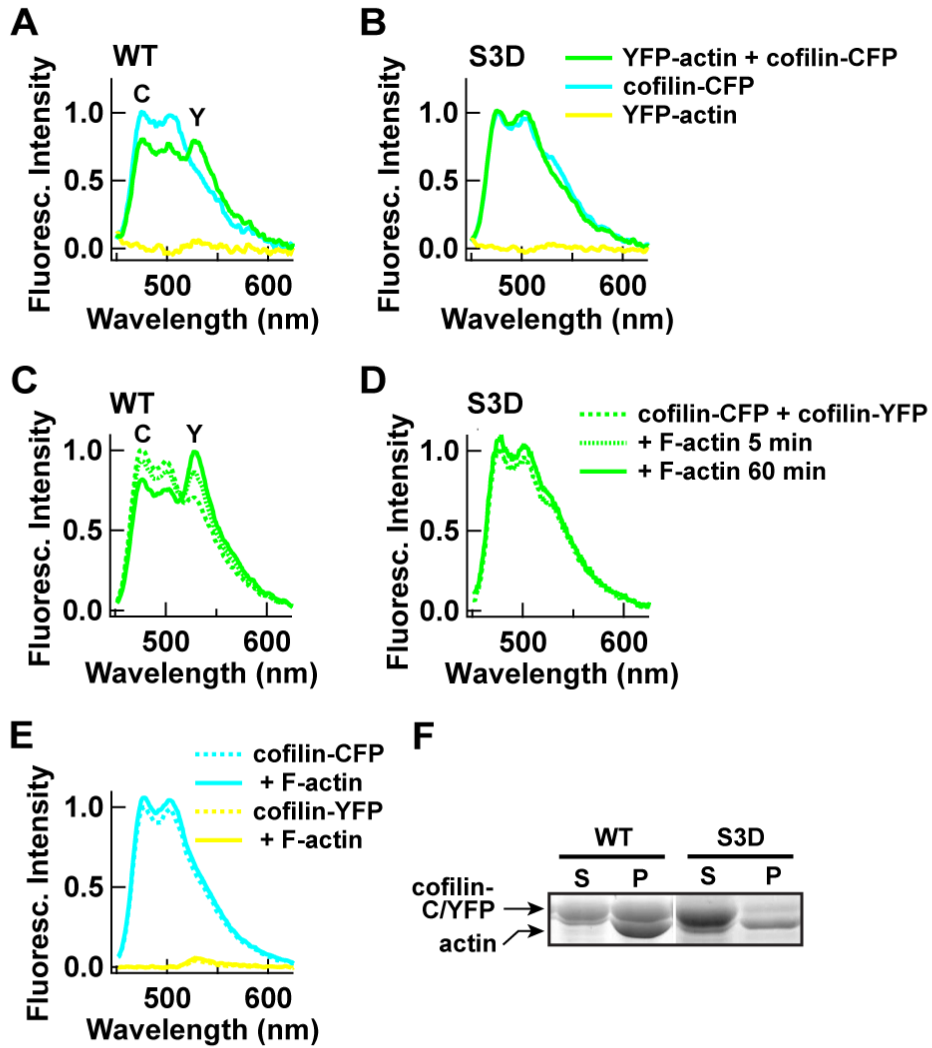 A
WT
C
Y
Fluoresc. Intensity
1.0
0.5
0.0
500 600
Wavelength (nm)
B
S3D
YFP-actin + cofilin-CFP
cofilin-CFP
YFP-actin
Fluoresc. Intensity
1.0
0.5
0.0
500 600
Wavelength (nm)
C
WT
C Y
Fluoresc. Intensity
1.0
0.5
0.0
500 600
Wavelength (nm)
D
S3D
cofilin-CFP + cofilin-YFP
+ F-actin 5 min
+ F-actin 60 min
Fluoresc. Intensity
1.0
0.5
0.0
500 600
Wavelength (nm)
E
cofilin-CFP
+ F-actin
cofilin-YFP
+ F-actin
Fluoresc. Intensity
1.0
0.5
0.0
500 600
Wavelength (nm)
F
WT S3D
S P S P
cofilin-
C/YFP
actin